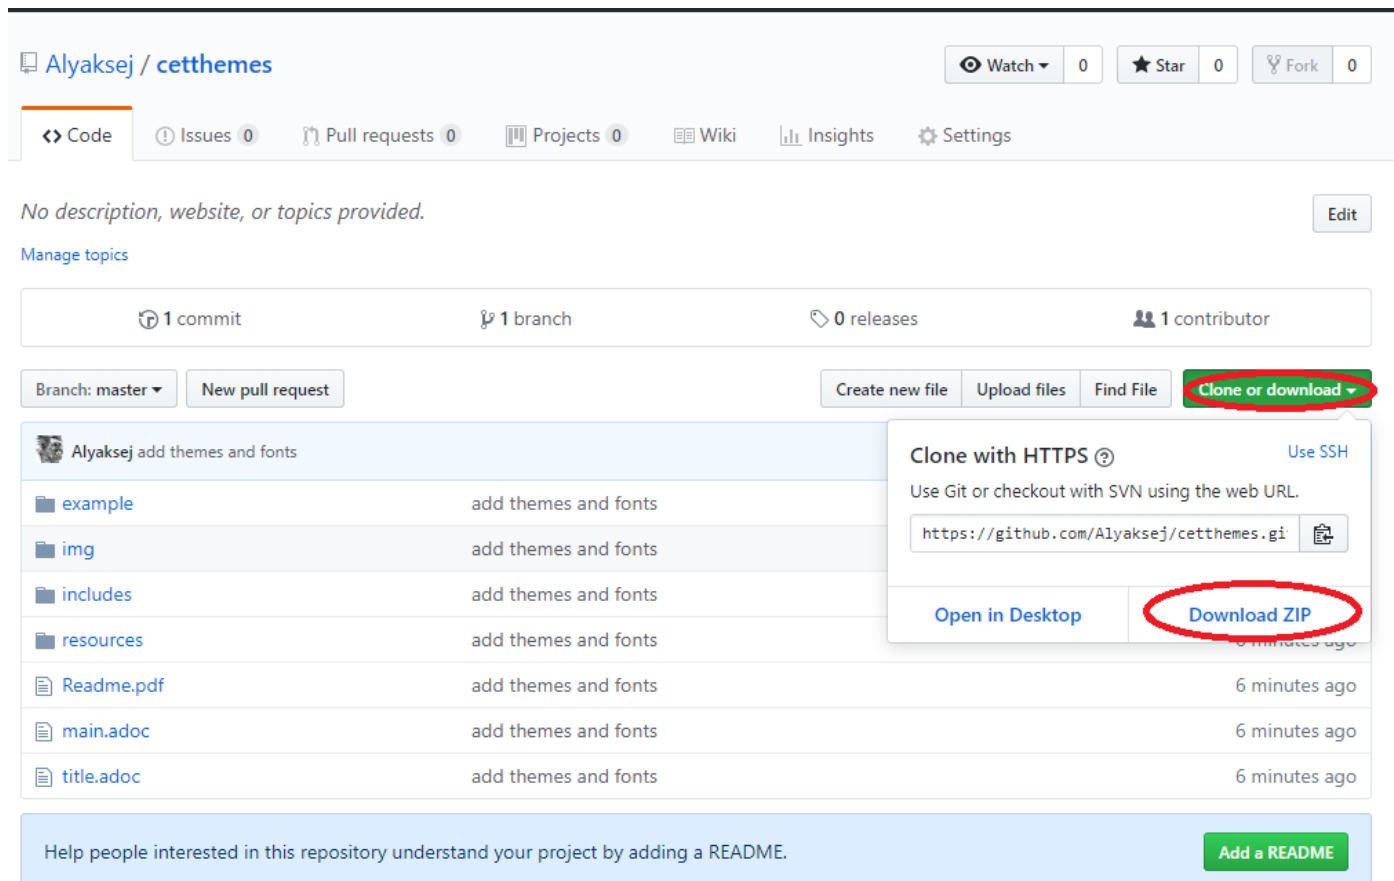 Alyaksej / cetthemes
Watch 0 Star 0 Fork 0
Code Issues 0 Pull requests 0 Projects 0 Wiki Insights Settings
No description, website, or topics provided.
Edit
Manage topics
1 commit 1 branch 0 releases 1 contributor
Branch: master New pull request Create new file Upload files Find File Clone or download
Alyaksej add themes and fonts
Clone with HTTPS Use SSH
Use Git or checkout with SVN using the web URL.
https://github.com/Alyaksej/cetthemes.gi
Open in Desktop Download ZIP
example add themes and fonts
img add themes and fonts
includes add themes and fonts
resources add themes and fonts 6 minutes ago
Readme.pdf add themes and fonts 6 minutes ago
main.adoc add themes and fonts 6 minutes ago
title.adoc add themes and fonts 6 minutes ago
Help people interested in this repository understand your project by adding a README.
Add a README